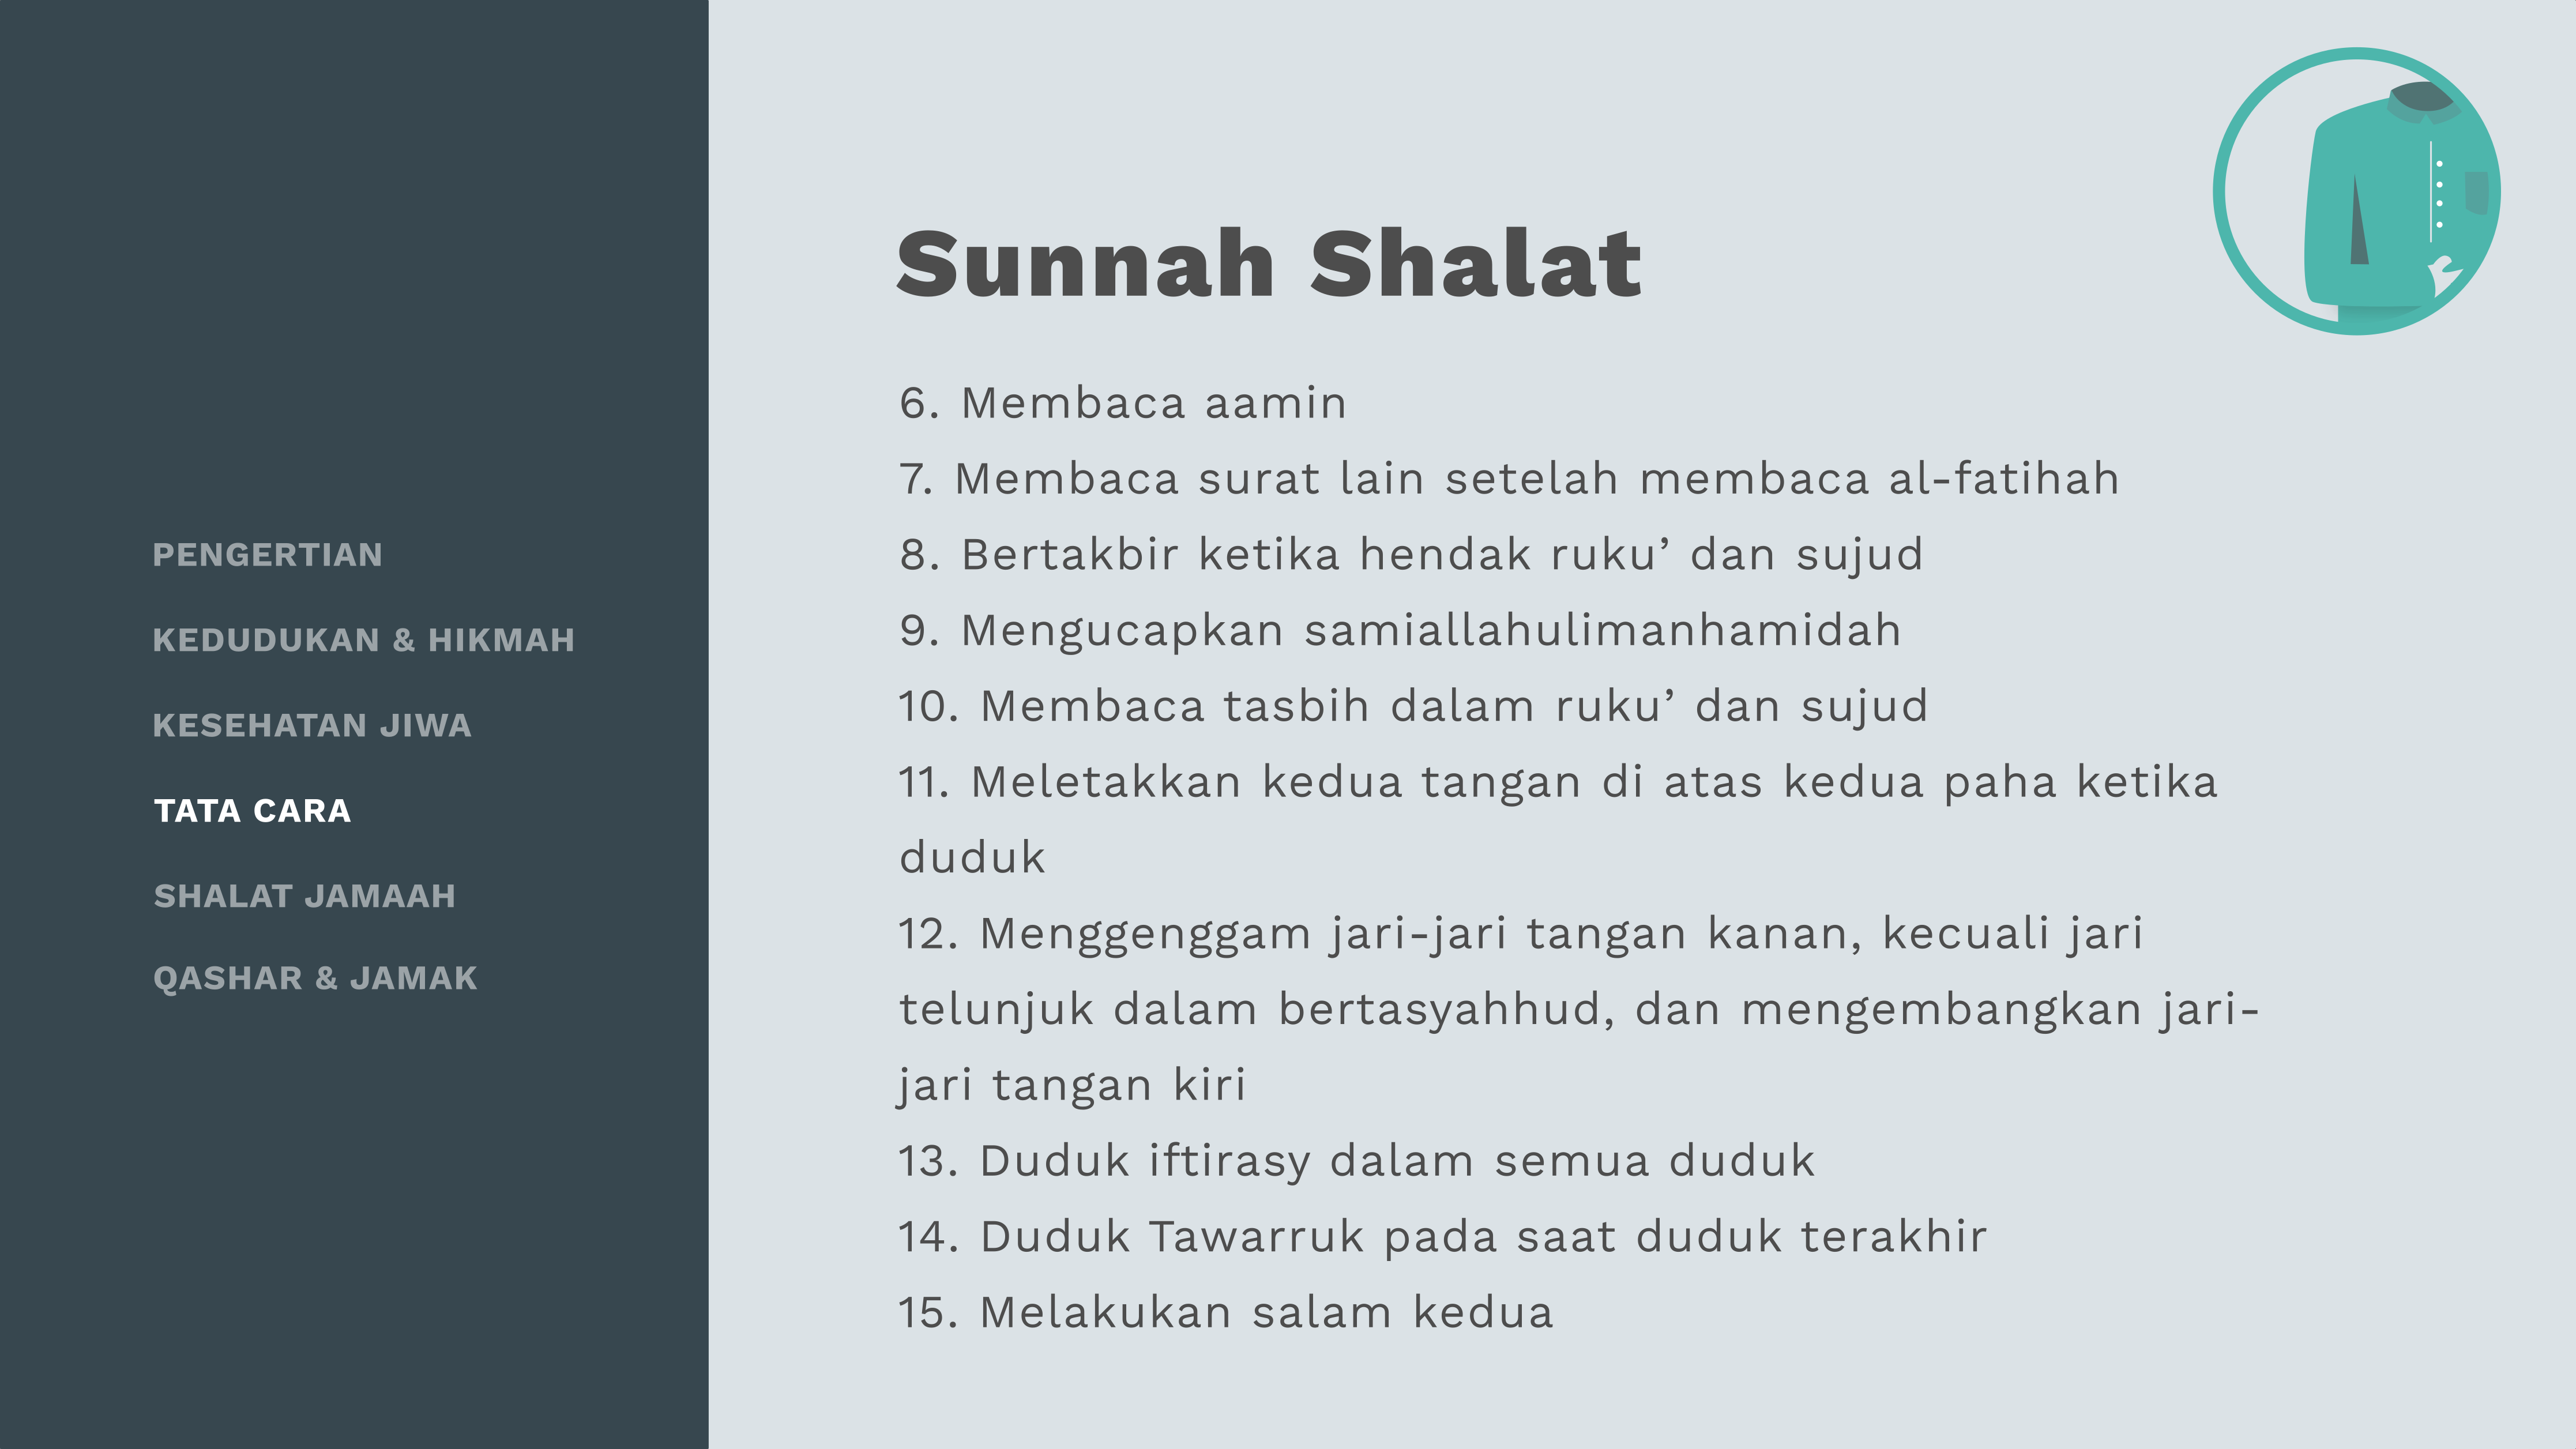 PENGERTIAN
KEDUDUKAN & HIKMAH
KESEHATAN JIWA
TATA CARA
SHALAT JAMAAH
QASHAR & JAMAK
Sunnah Shalat
6. Membaca aamin
7. Membaca surat lain setelah membaca al-fatihah
8. Bertakbir ketika hendak ruku’ dan sujud
9. Mengucapkan samiallahulimanhamidah
10. Membaca tasbih dalam ruku’ dan sujud
11. Meletakkan kedua tangan di atas kedua paha ketika
duduk
12. Menggenggam jari-jari tangan kanan, kecuali jari
telunjuk dalam bertasyahhud, dan mengembangkan jari-
jari tangan kiri
13. Duduk iftirasy dalam semua duduk
14. Duduk Tawarruk pada saat duduk terakhir
15. Melakukan salam kedua